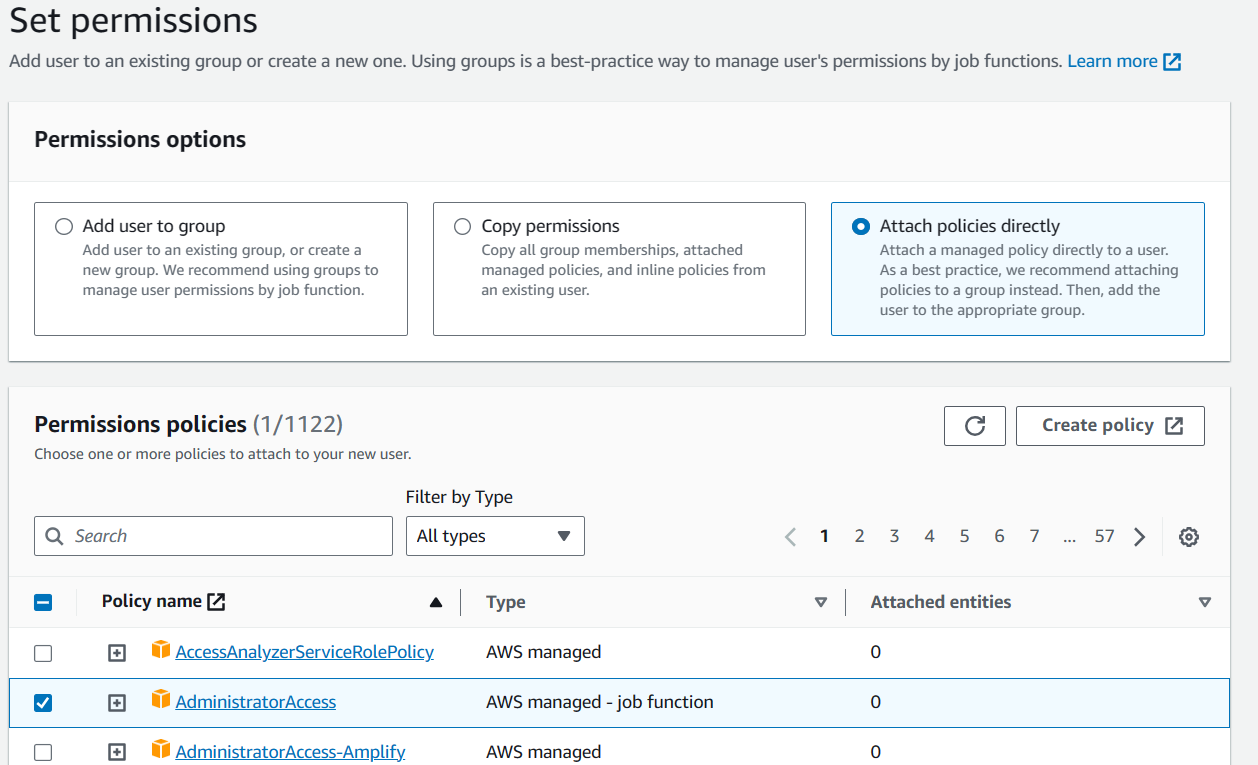 Set permissions
Add user to an existing group or create a new one. Using groups is a best-practice way to manage user's permissions by job functions. Learn more
Permissions options
Add user to group
Add user to an existing group, or create a
new group. We recommend using groups to
manage user permissions by job function.
Copy permissions
Copy all group memberships, attached
managed policies, and inline policies from
an existing user.
Attach policies directly
Attach a managed policy directly to a user.
As a best practice, we recommend attaching
policies to a group instead. Then, add the
user to the appropriate group.
Permissions policies (1/1122)
Create policy
Choose one or more policies to attach to your new user.
Filter by Type
Search
All types
1 2 3 4 5 6 7 ... 57
Policy name Type Attached entities
AccessAnalyzerServiceRolePolicy AWS managed 0
AdministratorAccess AWS managed - job function 0
AdministratorAccess-Amplify AWS managed 0